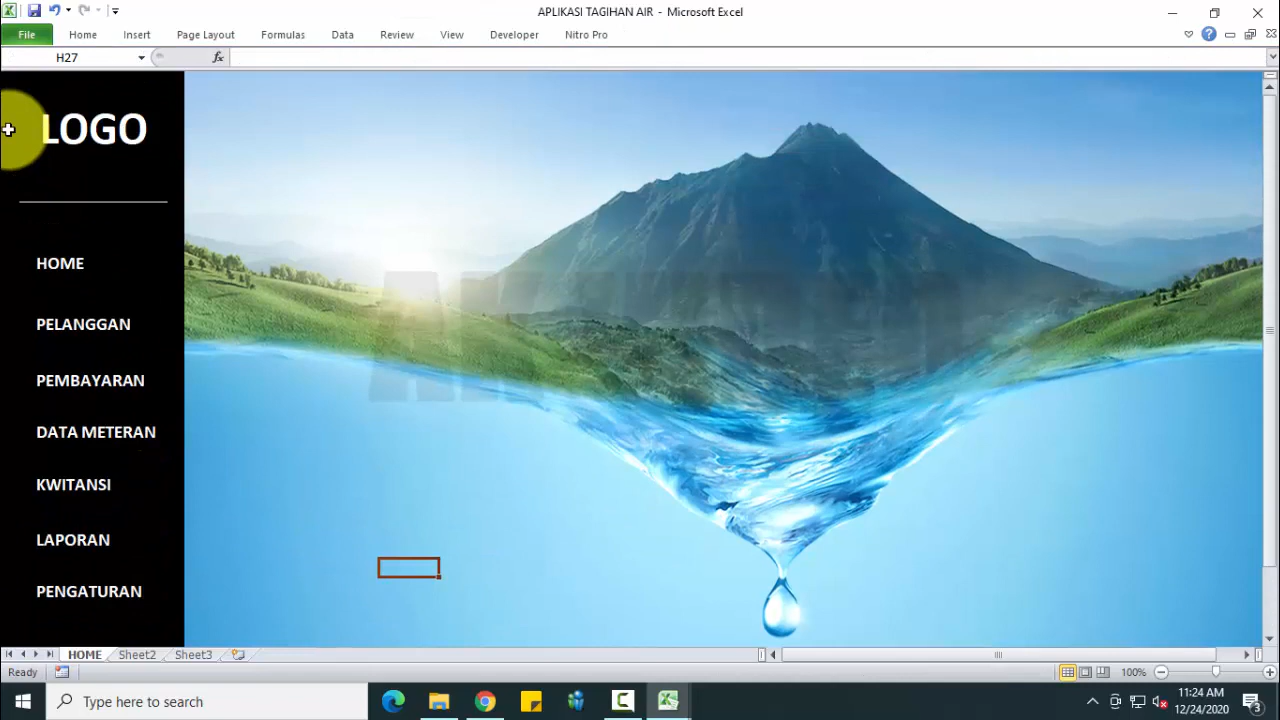 APLIKASI TAGIHAN AIR - Microsoft Excel
File Home Insert Page Layout Formulas Data Review View Developer Nitro Pro
H27 fx
LOGO
HOME
PELANGGAN
PEMBAYARAN
DATA METERAN
KWITANSI
LAPORAN
PENGATURAN
HOME Sheet2 Sheet3
Ready 100%
Type here to search
11:24 AM
12/24/2020
3